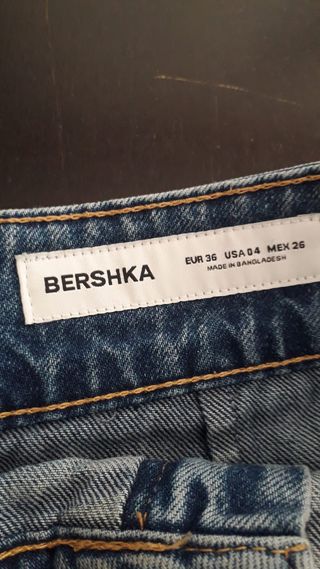 BERSHKA
EUR 36 USA 04 MEX 26
MADE IN BANGLADESH